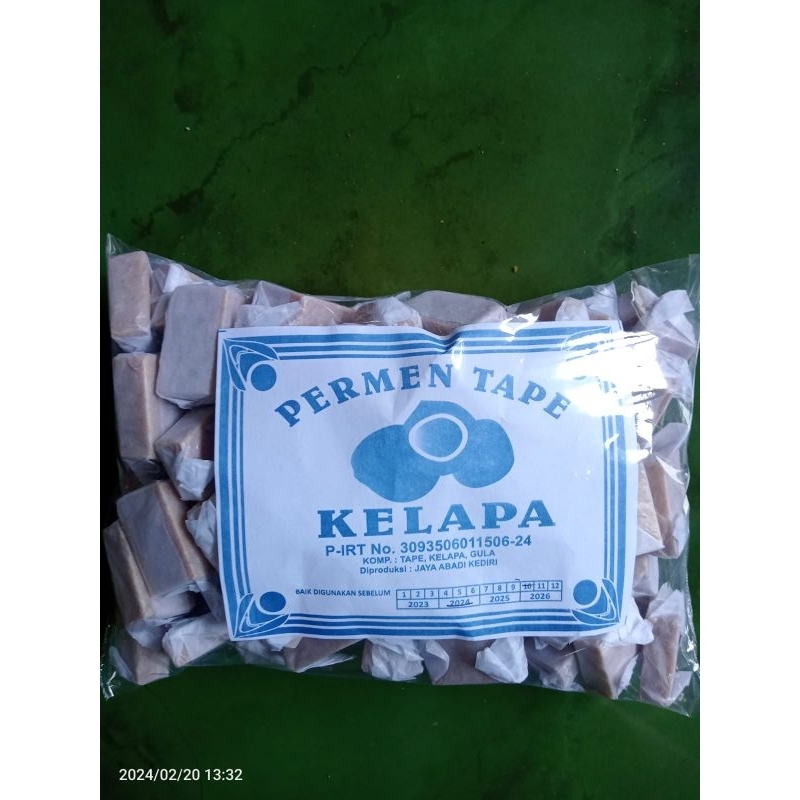 PERMEN TAPE
KELAPA
P-IRT No. 3093506011506-24
KOMP. : TAPE, KELAPA, GULA
Diproduksi : JAYA ABADI KEDIRI
BAIK DIGUNAKAN SEBELUM 1 2 3 4 5 6 7 8 9 10 11 12
2023 2024 2025 2026
2024/02/20 13:32